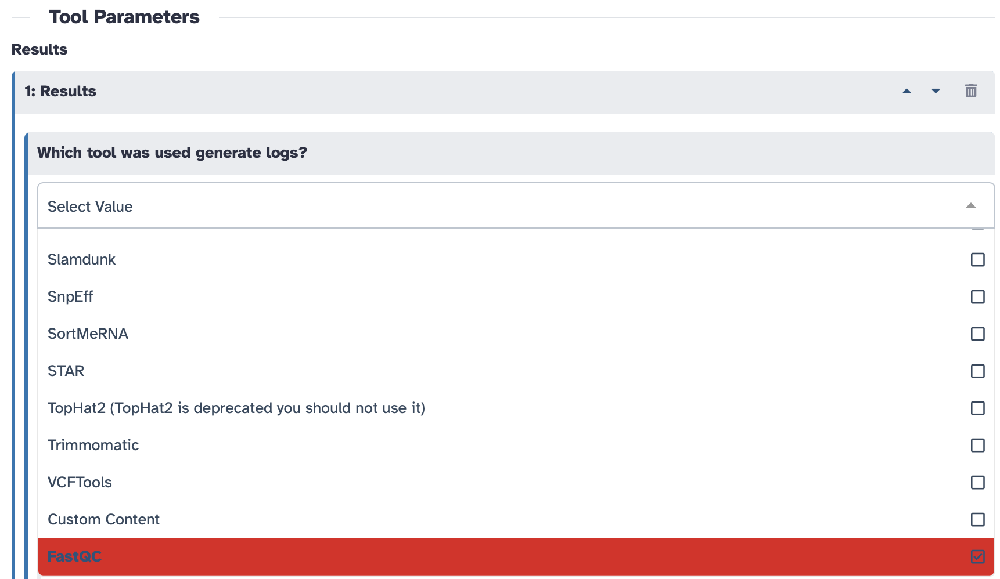 Tool Parameters
Results
1: Results
Which tool was used generate logs?
Select Value
Slamdunk
SnpEff
SortMeRNA
STAR
TopHat2 (TopHat2 is deprecated you should not use it)
Trimmomatic
VCFTools
Custom Content
FastQC